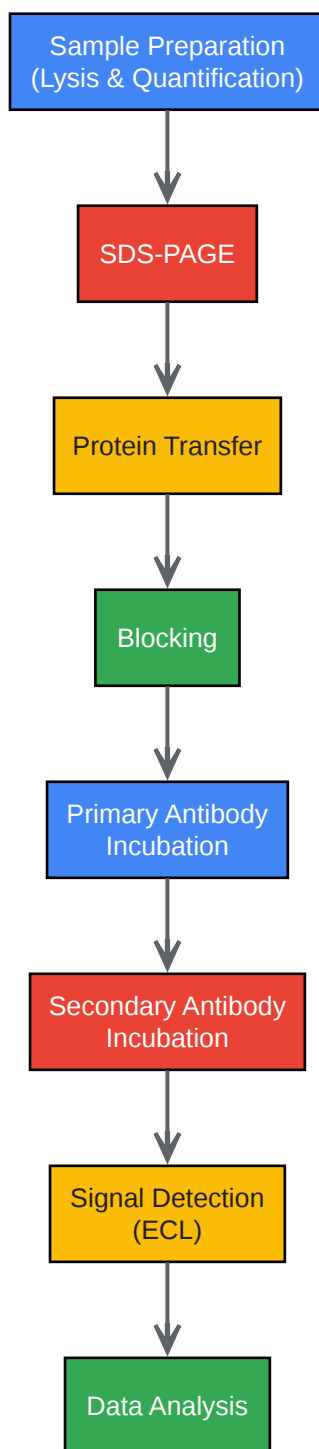 Sample Preparation
(Lysis & Quantification)
SDS-PAGE
Protein Transfer
Blocking
Primary Antibody
Incubation
Secondary Antibody
Incubation
Signal Detection
(ECL)
Data Analysis